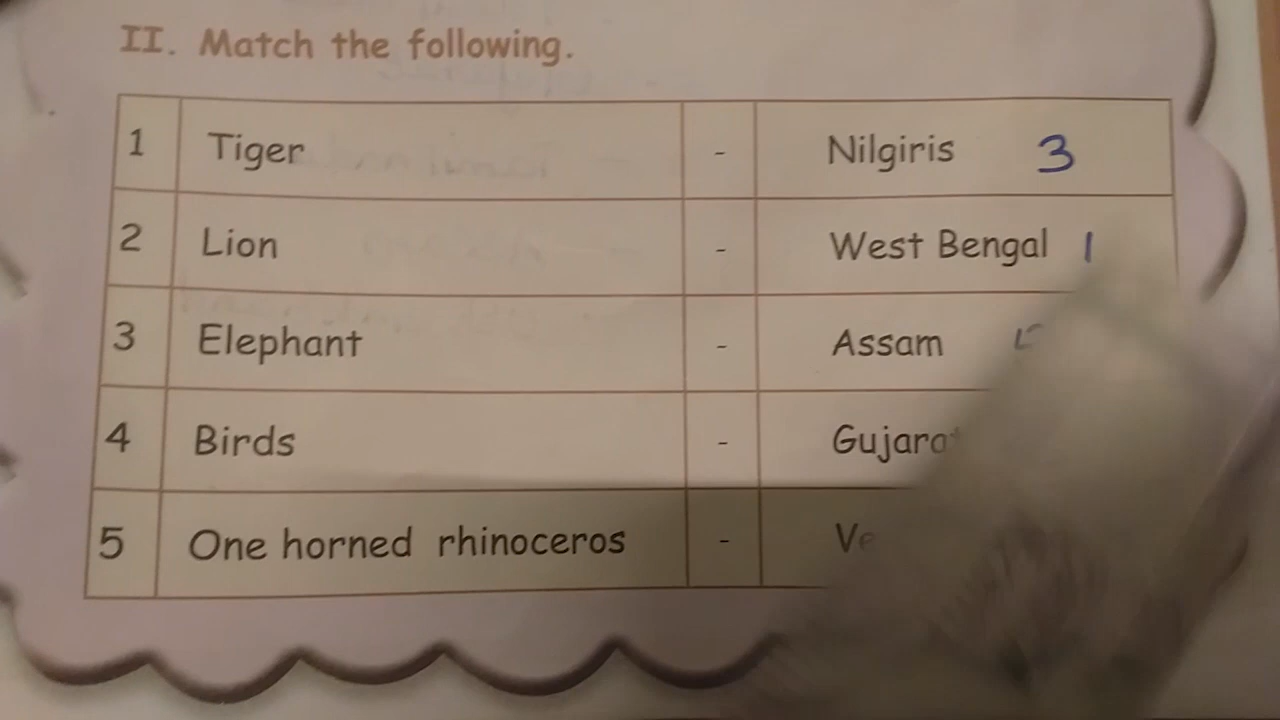 II. Match the following.
1 Tiger - Nilgiris 3
2 Lion - West Bengal 1
3 Elephant - Assam
4 Birds -
5 One horned rhinoceros -